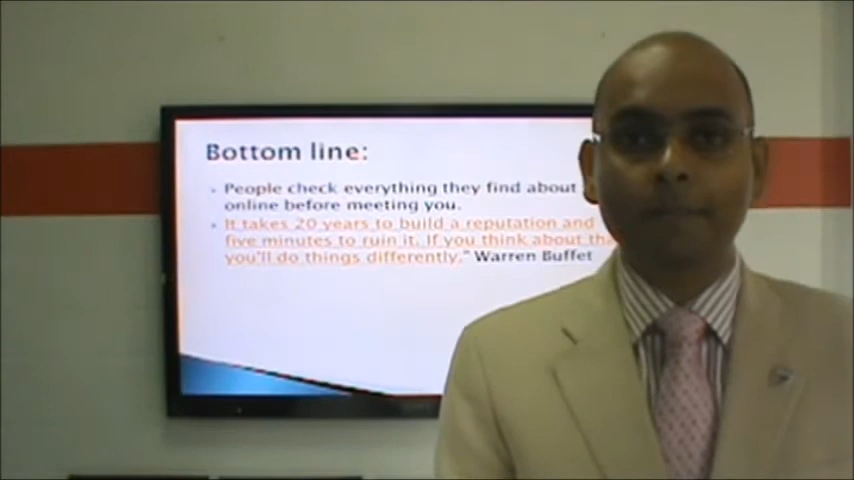 Bottom line:
People check everything they find about
online before meeting you.
It takes 20 years to build a reputation and
five minutes to ruin it. If you think about
you'll do things differently." Warren Buffet